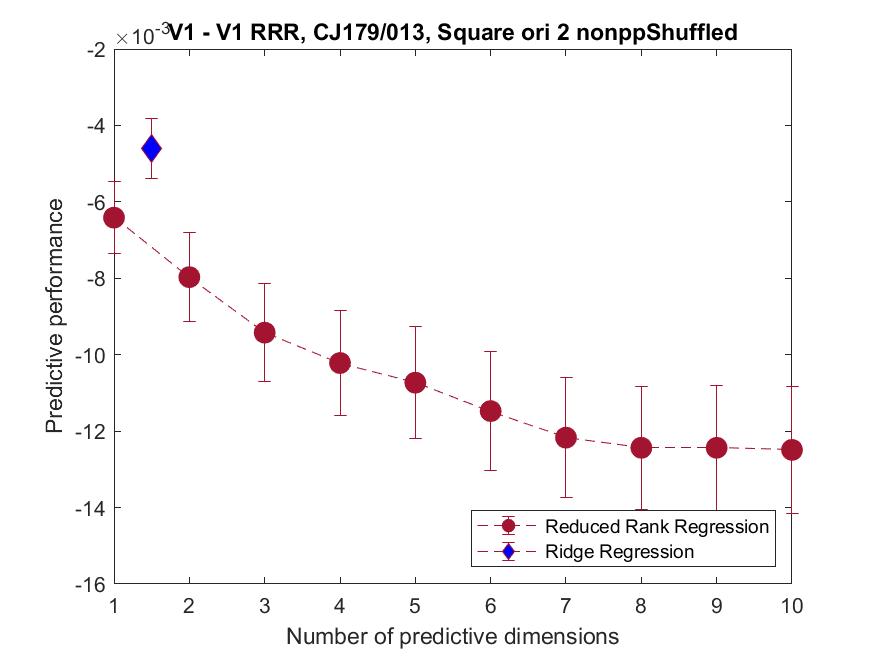 ×10-3
V1 - V1 RRR, CJ179/013, Square ori 2 nonppShuffled
-2
-4
-6
-8
-10
-12
-14
-16
Predictive performance
Reduced Rank Regression
Ridge Regression
1 2 3 4 5 6 7 8 9 10
Number of predictive dimensions